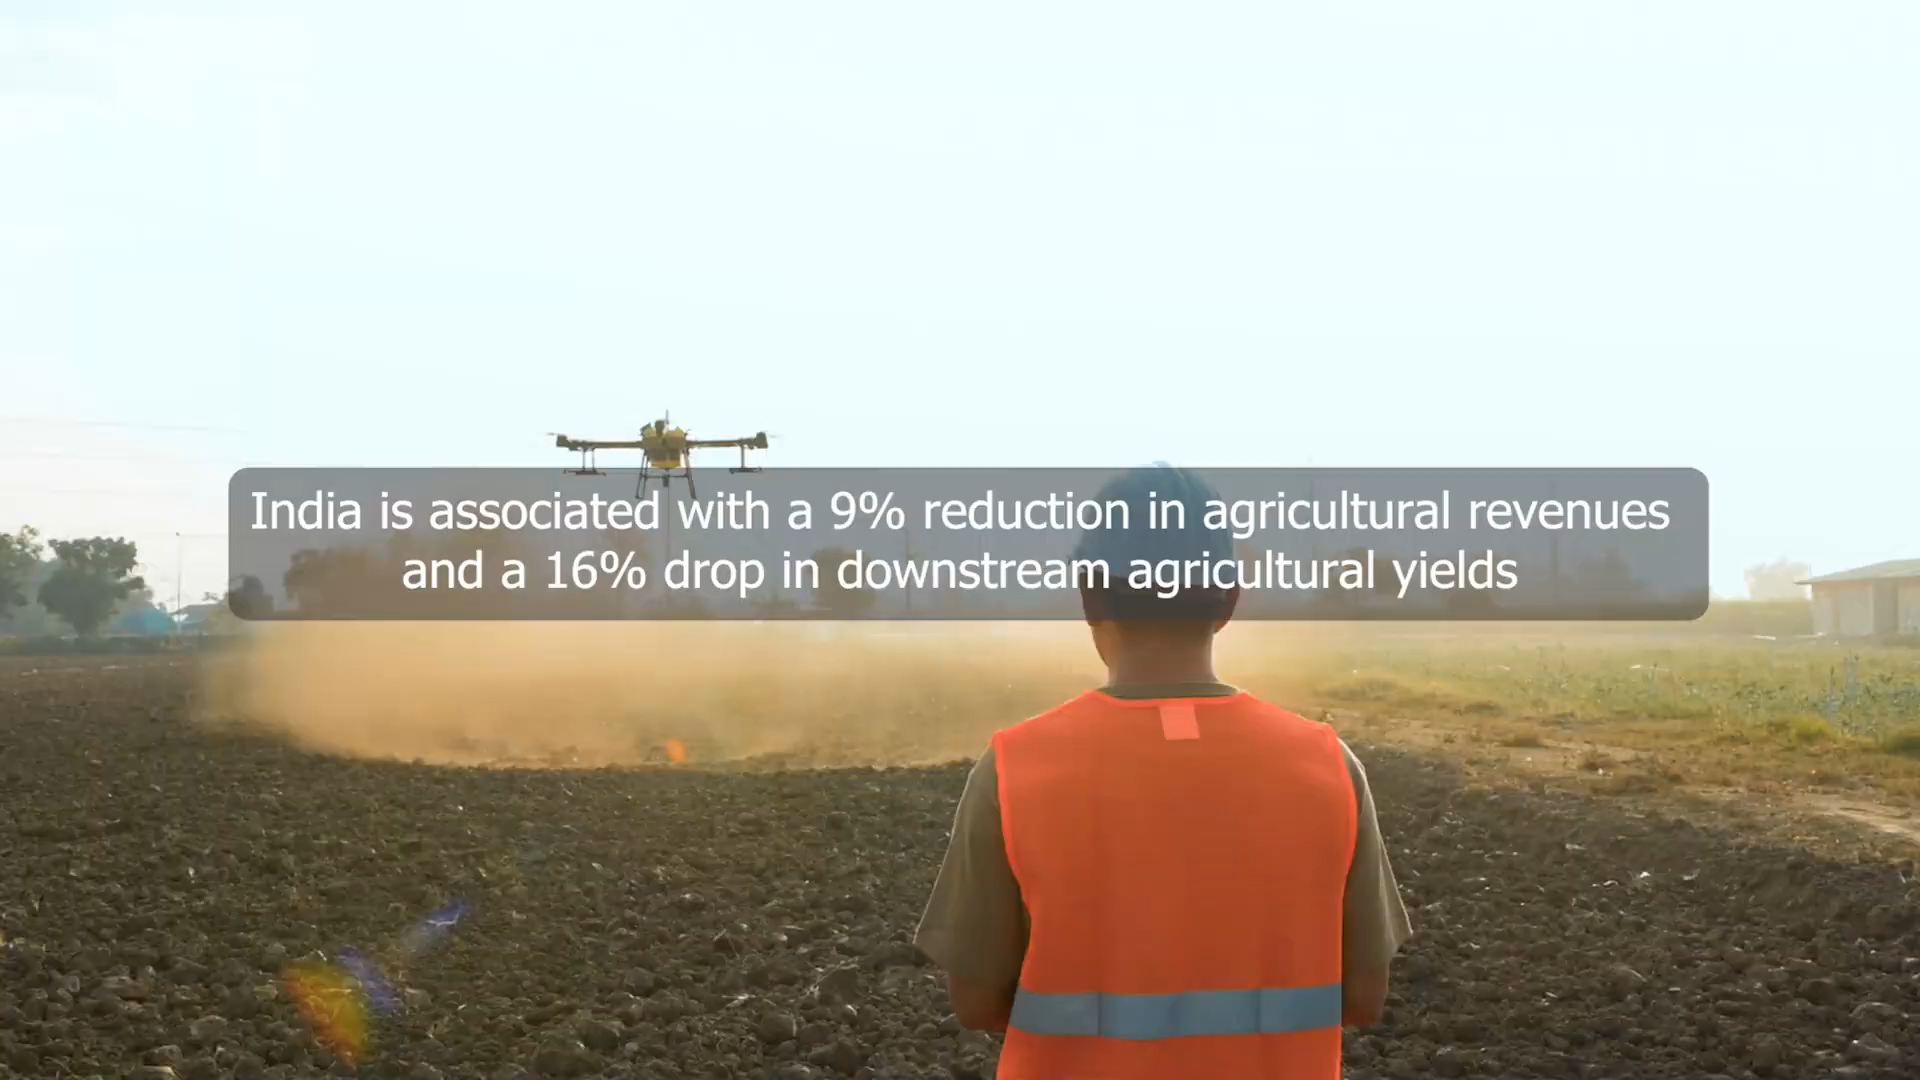 India is associated with a 9% reduction in agricultural revenues
and a 16% drop in downstream agricultural yields